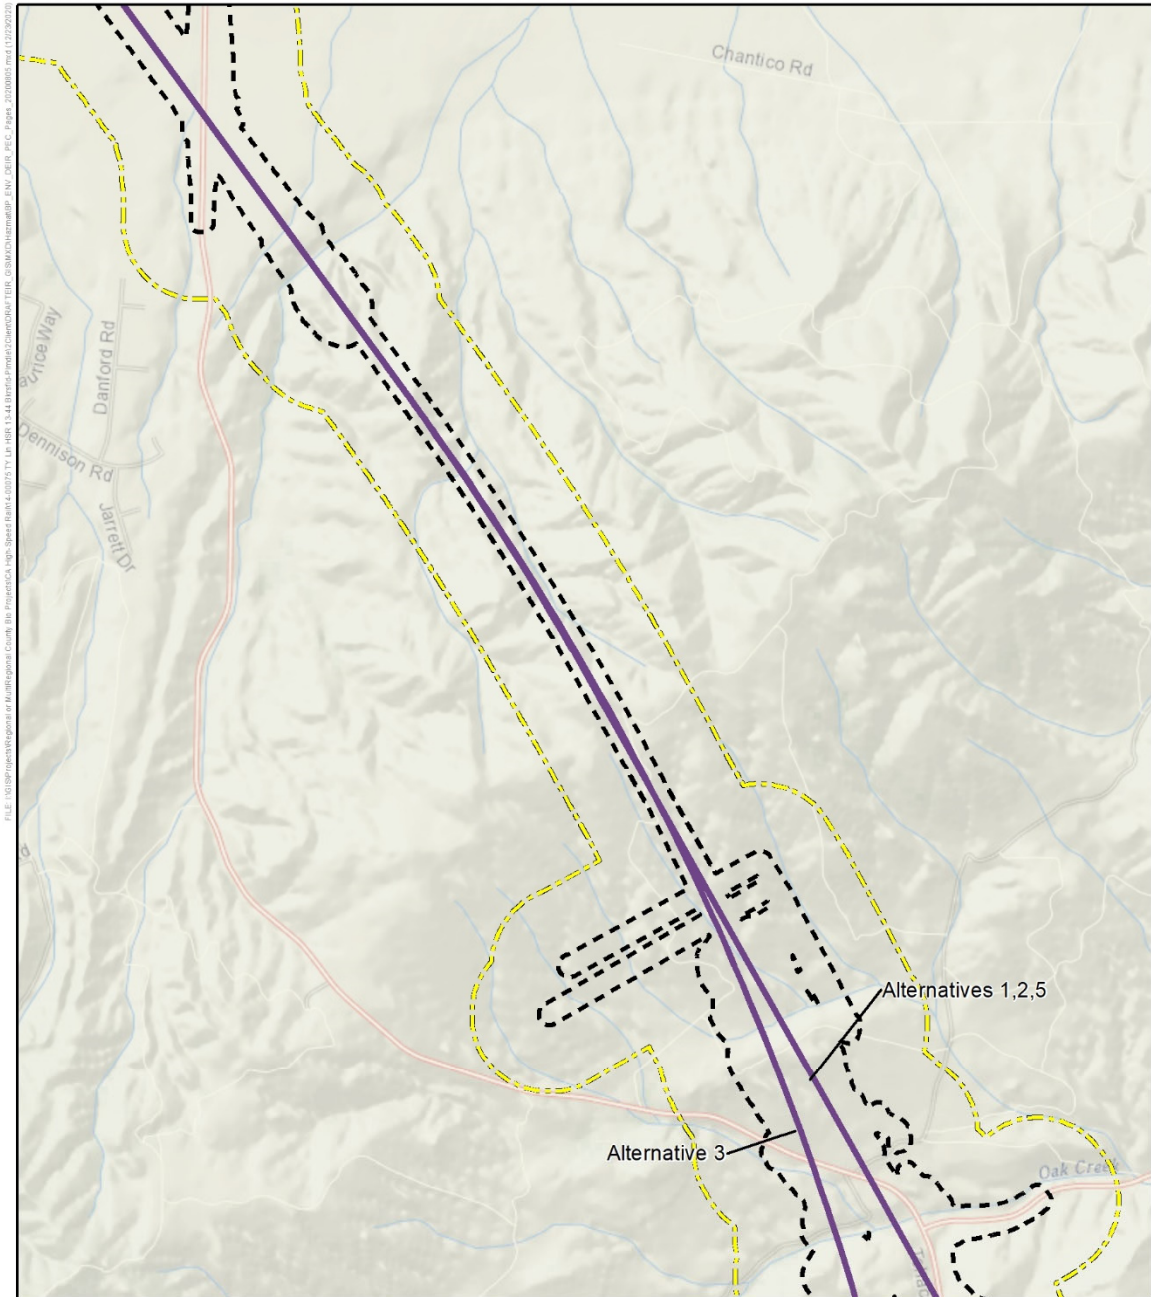 Chantico Rd
Danford Rd
Dennison Rd
Jarrett Dr
Alternatives 1,2,5
Alternative 3
Oak Creek